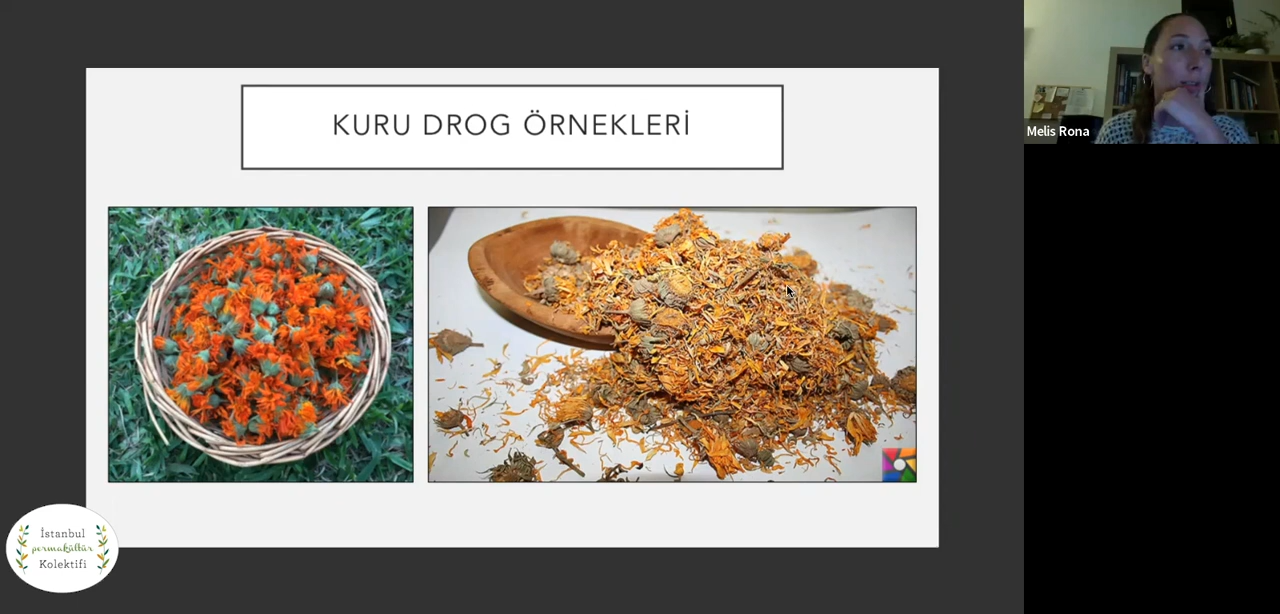 KURU DROG ÖRNEKLERİ
Melis Rona
İstanbul
permakültür
Kolektifi